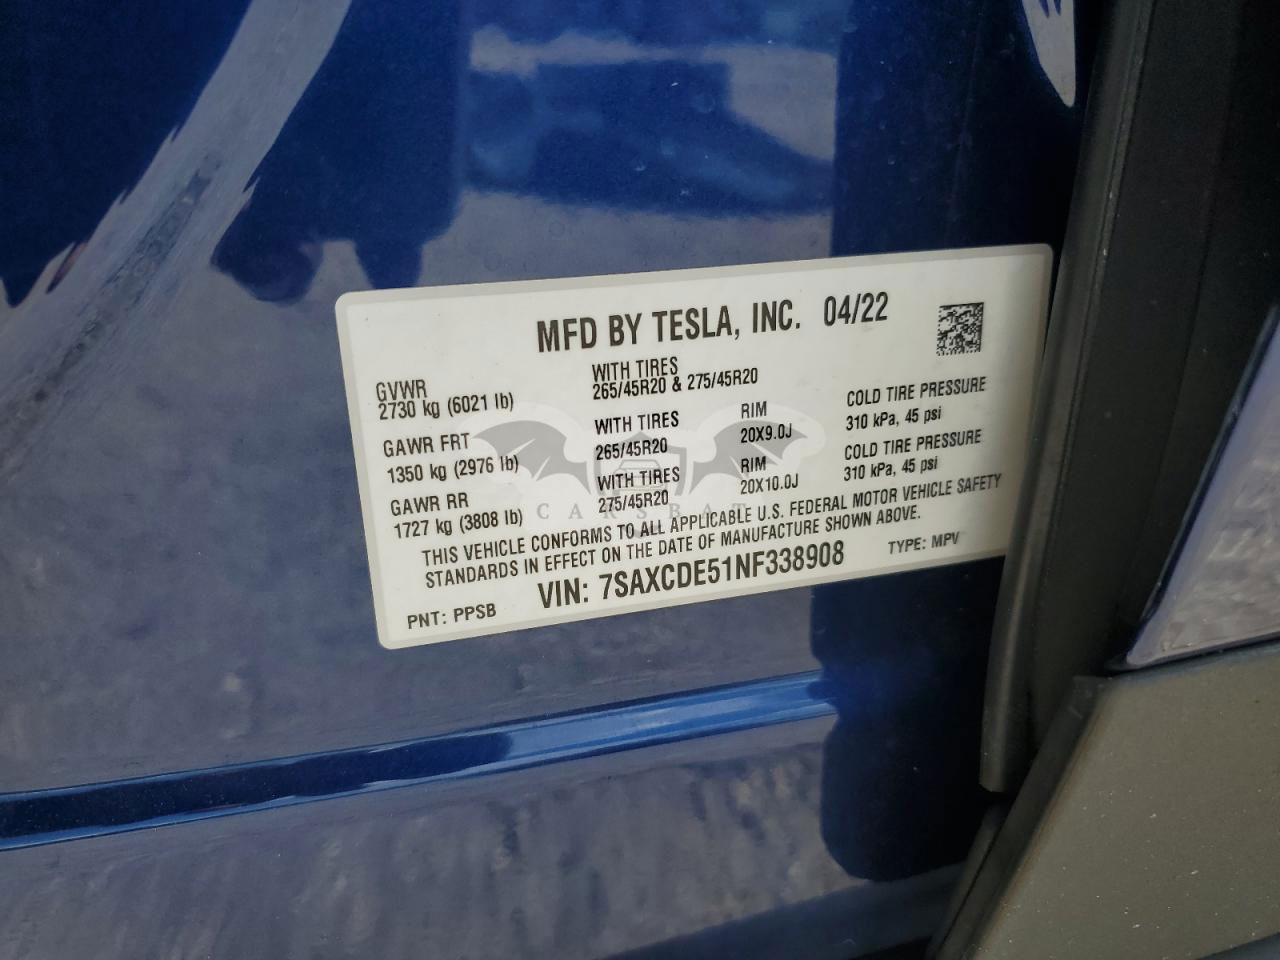 MFD BY TESLA, INC. 04/22
GVWR
2730 kg (6021 lb)
WITH TIRES
265/45R20 & 275/45R20
GAWR FRT
1350 kg (2976 lb)
WITH TIRES
265/45R20
RIM
20X9.0J
COLD TIRE PRESSURE
310 kPa, 45 psi
GAWR RR
1727 kg (3808 lb)
WITH TIRES
275/45R20
RIM
20X10.0J
COLD TIRE PRESSURE
310 kPa, 45 psi
THIS VEHICLE CONFORMS TO ALL APPLICABLE U.S. FEDERAL MOTOR VEHICLE SAFETY
STANDARDS IN EFFECT ON THE DATE OF MANUFACTURE SHOWN ABOVE.
PNT: PPSB
VIN: 7SAXCDE51NF338908
TYPE: MPV
CARSBAT